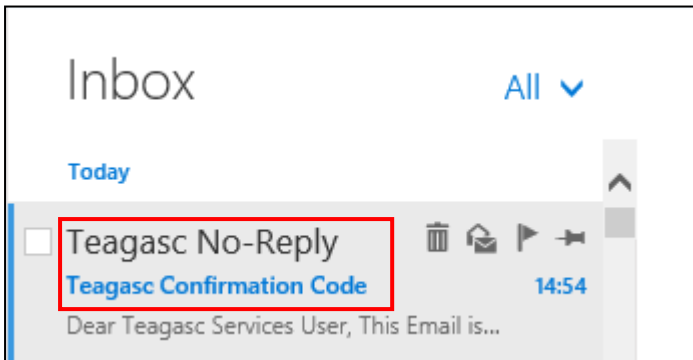 Inbox
All
Today
Teagasc No-Reply
Teagasc Confirmation Code 14:54
Dear Teagasc Services User, This Email is...